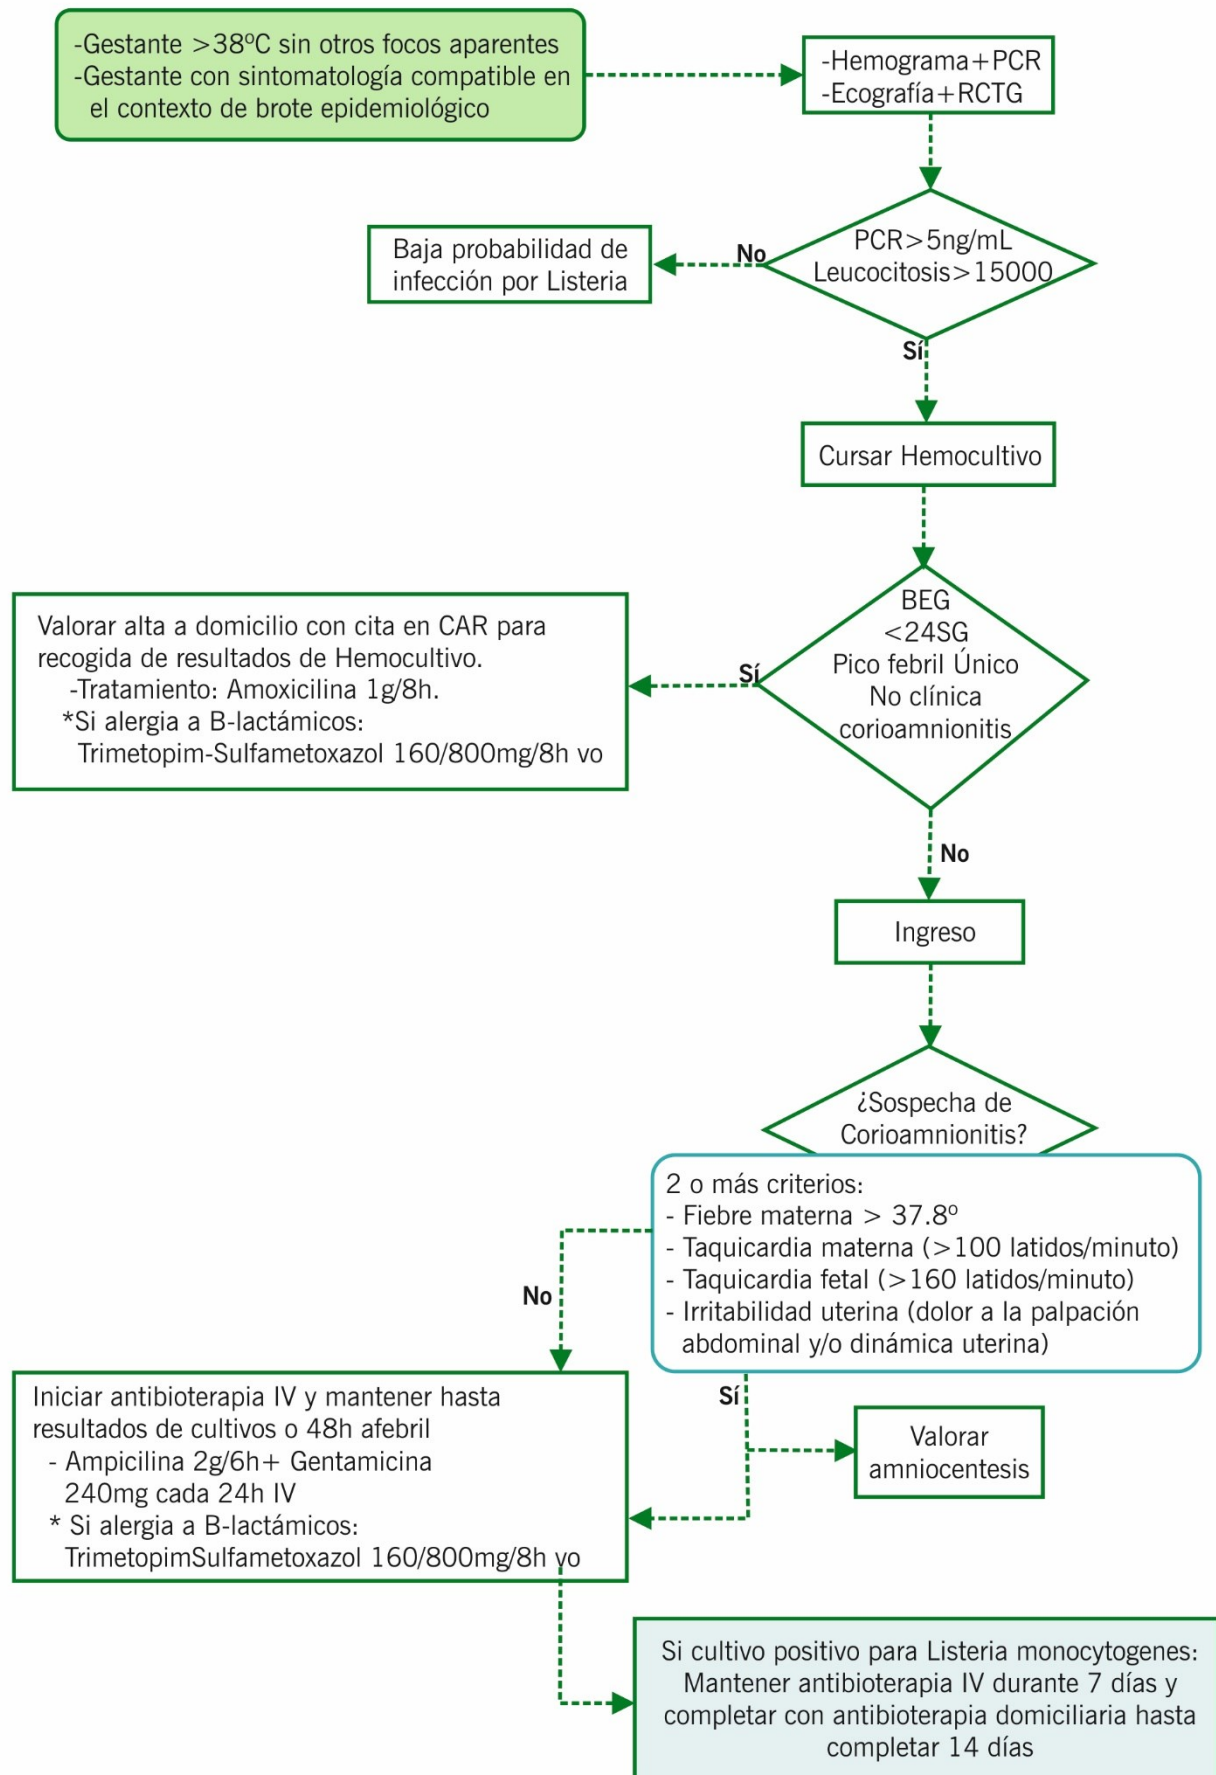 -Gestante >38ºC sin otros focos aparentes
-Gestante con sintomatología compatible en
el contexto de brote epidemiológico
-Hemograma+PCR
-Ecografía+RCTG
PCR>5ng/mL
Leucocitosis>15000
No
Baja probabilidad de
infección por Listeria
Sí
Cursar Hemocultivo
BEG
<24SG
Pico febril Único
No clínica
corioamnionitis
Sí
Valorar alta a domicilio con cita en CAR para
recogida de resultados de Hemocultivo.
-Tratamiento: Amoxicilina 1g/8h.
*Si alergia a B-lactámicos:
Trimetopim-Sulfametoxazol 160/800mg/8h vo
No
Ingreso
¿Sospecha de
Corioamnionitis?
2 o más criterios:
- Fiebre materna > 37.8º
- Taquicardia materna (>100 latidos/minuto)
- Taquicardia fetal (>160 latidos/minuto)
- Irritabilidad uterina (dolor a la palpación
abdominal y/o dinámica uterina)
No
Sí
Valorar
amniocentesis
Iniciar antibioterapia IV y mantener hasta
resultados de cultivos o 48h afebril
- Ampicilina 2g/6h+ Gentamicina
240mg cada 24h IV
* Si alergia a B-lactámicos:
TrimetopimSulfametoxazol 160/800mg/8h vo
Si cultivo positivo para Listeria monocytogenes:
Mantener antibioterapia IV durante 7 días y
completar con antibioterapia domiciliaria hasta
completar 14 días